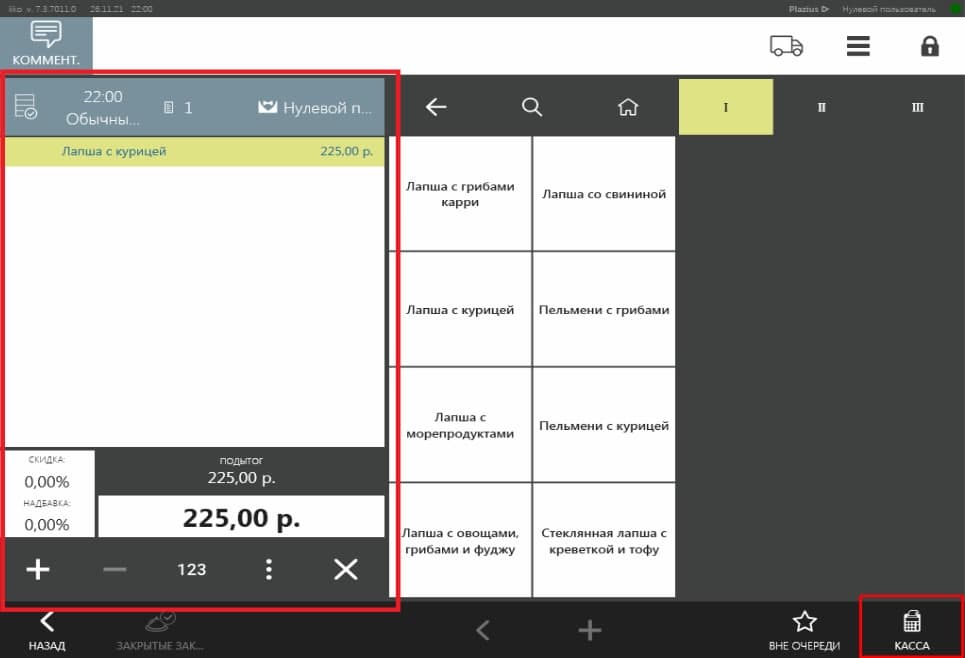 iiko v. 7.3.7011.0 26.11.21 22:00
Plazius Нулевой пользователь
КОММЕНТ.
22:00
Обычны...
1
Нулевой п...
I
II
III
Лапша с курицей 225,00 р.
Лапша с грибами
карри
Лапша со свининой
Лапша с курицей
Пельмени с грибами
Лапша с
морепродуктами
Пельмени с курицей
Лапша с овощами,
грибами и фуджу
Стеклянная лапша с
креветкой и тофу
СКИДКА:
0,00%
НАДБАВКА:
0,00%
ПОДЫТОГ
225,00 р.
225,00 р.
123
НАЗАД
ЗАКРЫТЫЕ ЗАК...
ВНЕ ОЧЕРЕДИ
КАССА